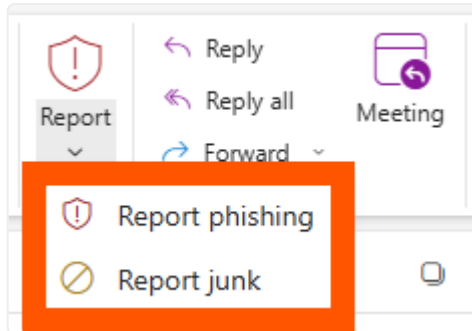 Report
Reply
Reply all
Forward
Meeting
Report phishing
Report junk